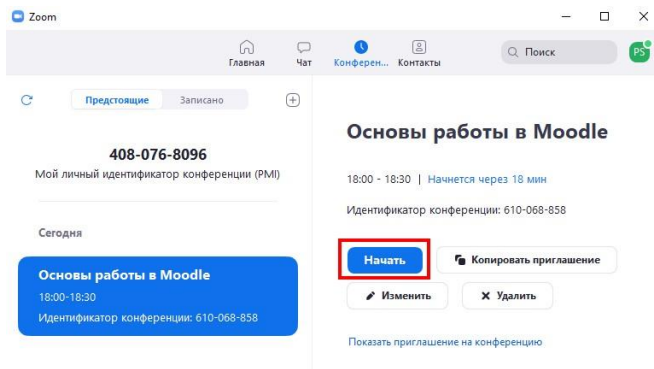 Zoom
Главная
Чат
Конферен...
Контакты
Поиск
PS
Предстоящие
Записано
408-076-8096
Мой личный идентификатор конференции (PMI)
Сегодня
Основы работы в Moodle
18:00-18:30
Идентификатор конференции: 610-068-858
Основы работы в Moodle
18:00 - 18:30 | Начнется через 18 мин
Идентификатор конференции: 610-068-858
Начать
Копировать приглашение
Изменить
Удалить
Показать приглашение на конференцию